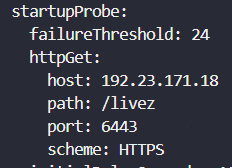 startupProbe:
  failureThreshold: 24
  httpGet:
    host: 192.23.171.18
    path: /livez
    port: 6443
    scheme: HTTPS